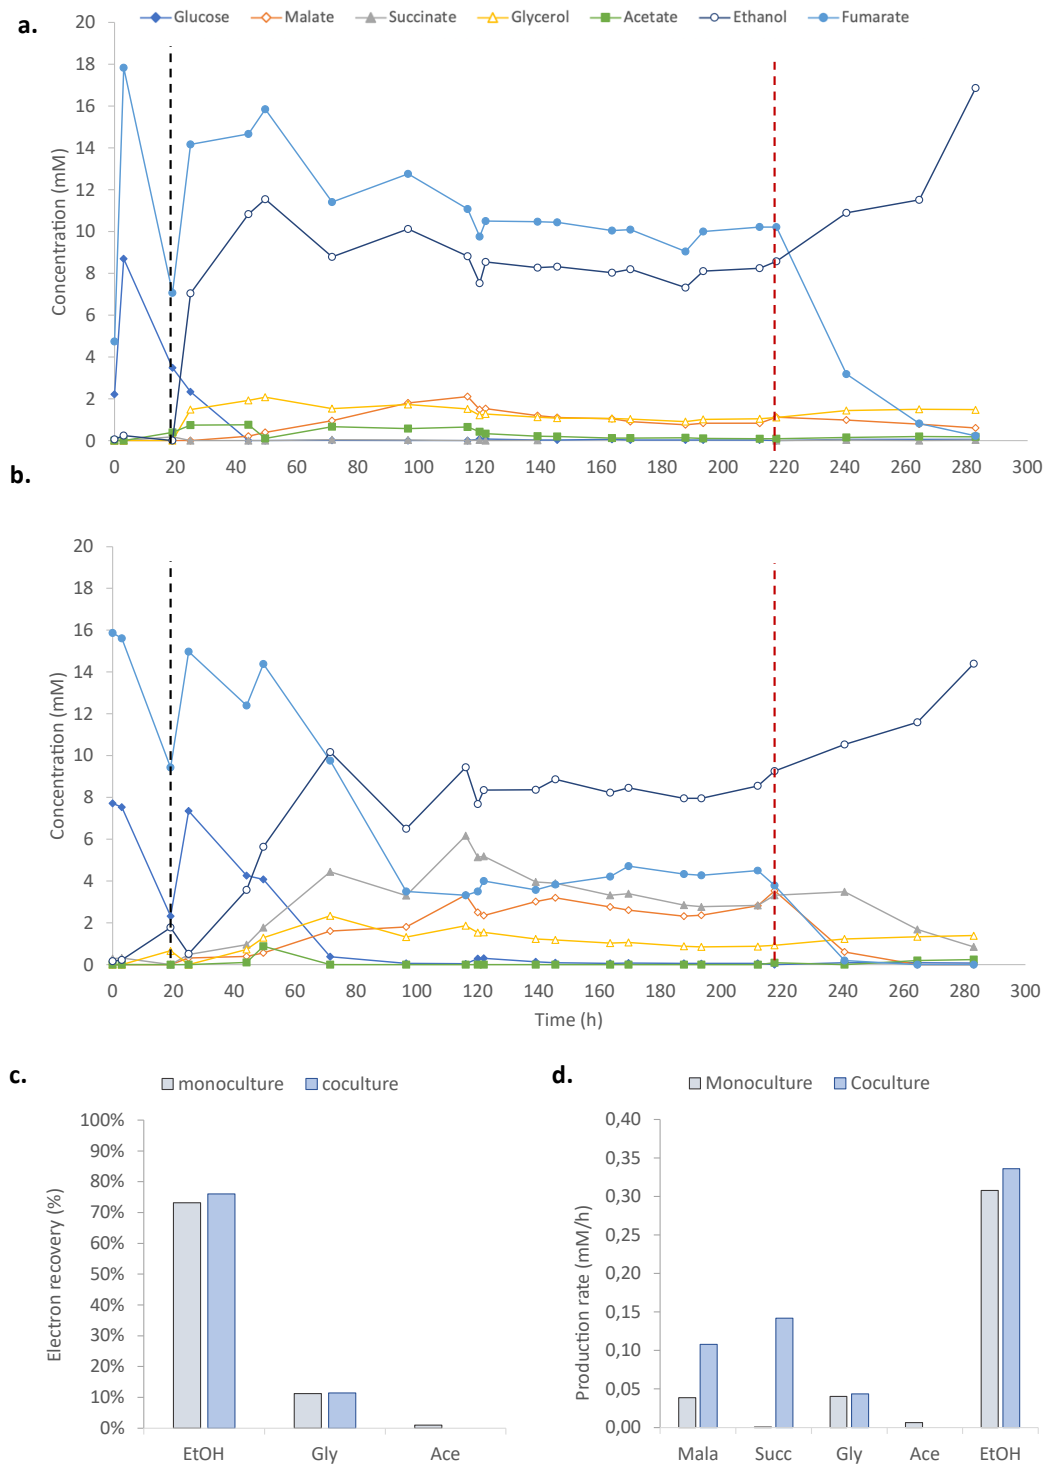 a.
Glucose Malate Succinate Glycerol Acetate Ethanol Fumarate
Concentration (mM)
20
18
16
14
12
10
8
6
4
2
0
0 20 40 60 80 100 120 140 160 180 200 220 240 260 280 300
b.
Concentration (mM)
20
18
16
14
12
10
8
6
4
2
0
0 20 40 60 80 100 120 140 160 180 200 220 240 260 280 300
Time (h)
c.
monoculture coculture
Electron recovery (%)
100%
90%
80%
70%
60%
50%
40%
30%
20%
10%
0%
EtOH Gly Ace
d.
Monoculture Coculture
Production rate (mM/h)
0,40
0,35
0,30
0,25
0,20
0,15
0,10
0,05
0,00
Mala Succ Gly Ace EtOH